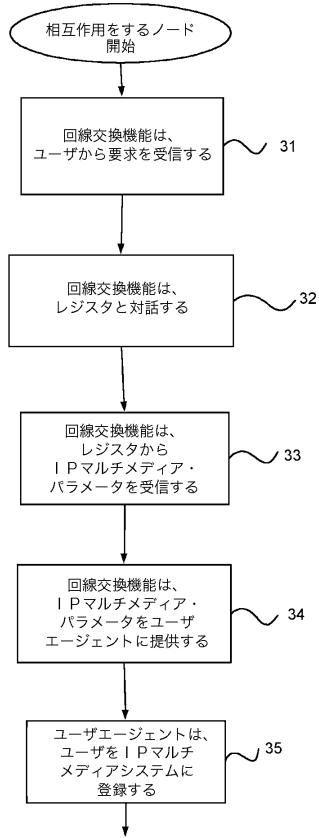 相互作用をするノード
開始
回線交換機能は、
ユーザから要求を受信する
31
回線交換機能は、
レジスタと対話する
32
回線交換機能は、
レジスタから
ＩＰマルチメディア・
パラメータを受信する
33
回線交換機能は、
ＩＰマルチメディア・
パラメータをユーザ
エージェントに提供する
34
ユーザエージェントは、
ユーザをＩＰマルチ
メディアシステムに
登録する
35